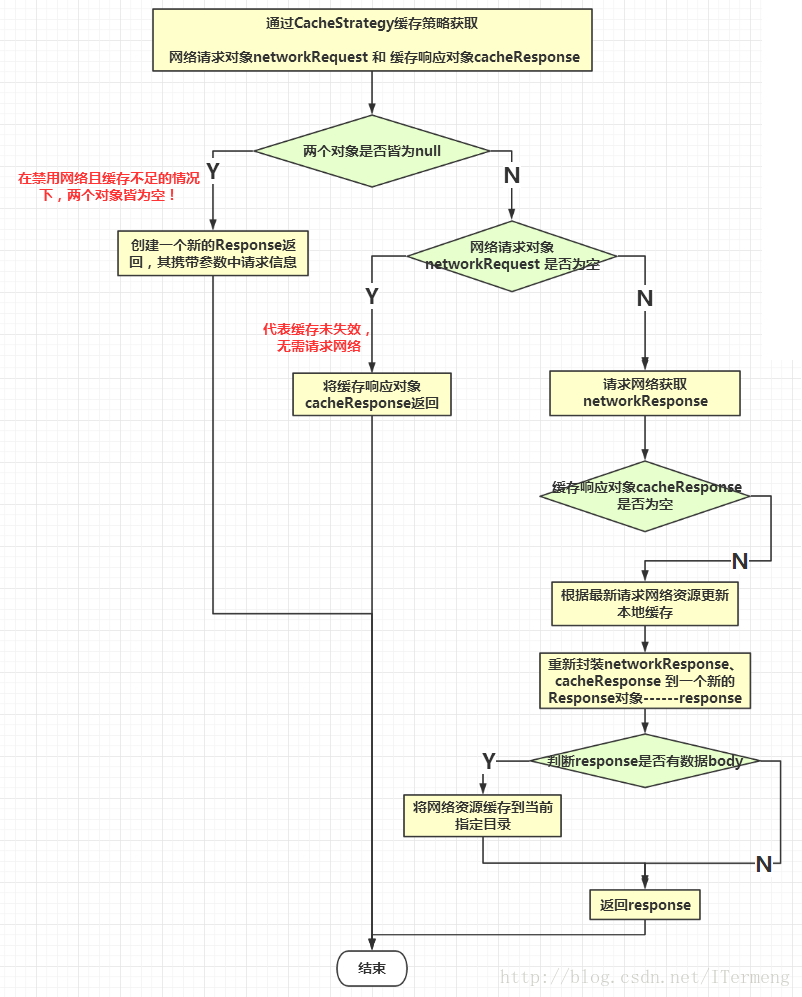 通过CacheStrategy缓存策略获取
网络请求对象networkRequest 和 缓存响应对象cacheResponse
两个对象是否皆为null
Y
N
在禁用网络且缓存不足的情况
下，两个对象皆为空！
创建一个新的Response返
回，其携带参数中请求信息
网络请求对象
networkRequest 是否为空
Y
N
代表缓存未失效，
无需请求网络
将缓存响应对象
cacheResponse返回
请求网络获取
networkResponse
缓存响应对象cacheResponse
是否为空
N
根据最新请求网络资源更新
本地缓存
重新封装networkResponse、
cacheResponse 到一个新的
Response对象------response
判断response是否有数据body
Y
将网络资源缓存到当前
指定目录
N
返回response
结束
http://blog.csdn.net/ITermeng